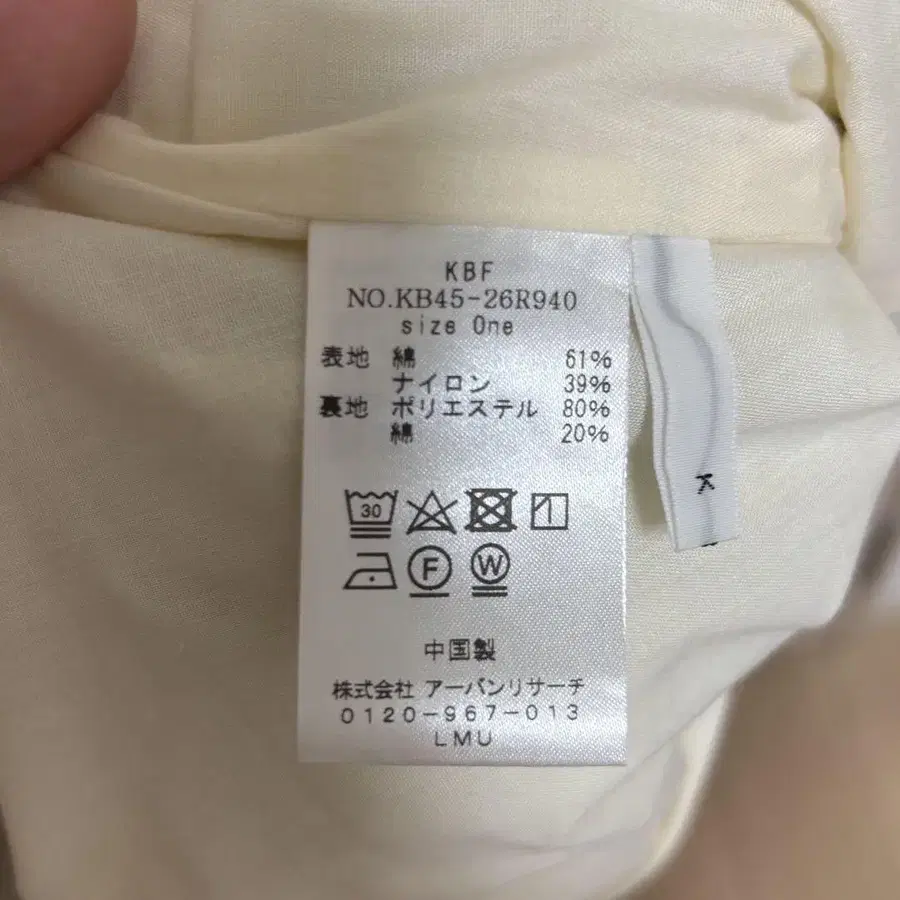 KBF
NO.KB45-26R940
size One
表地 綿 61%
ナイロン 39%
裏地 ポリエステル 80%
綿 20%
30
F
W
中国製
株式会社 アーバンリサーチ
0120-967-013
LMU